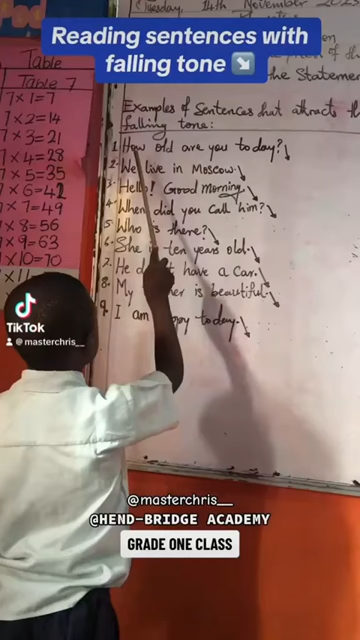 Reading sentences with
falling tone ↘
Tuesday, 14th November 202
the Statement
Examples of Sentences that attract the
falling tone:
1. How old are you today?
2. We live in Moscow.
3. Hello! Good morning
4. When did you call him?
5. Who is there?
6. She is ten years old.
7. He have a car.
8. My is beautiful.
9. I am today.
Table
Table 7
7 x 1 = 7
7 x 2 = 14
7 x 3 = 21
7 x 4 = 28
7 x 5 = 35
7 x 6 = 42
7 x 7 = 49
7 x 8 = 56
x 9 = 63
x 10 = 70
TikTok
@masterchris__
@masterchris__
@HEND-BRIDGE ACADEMY
GRADE ONE CLASS